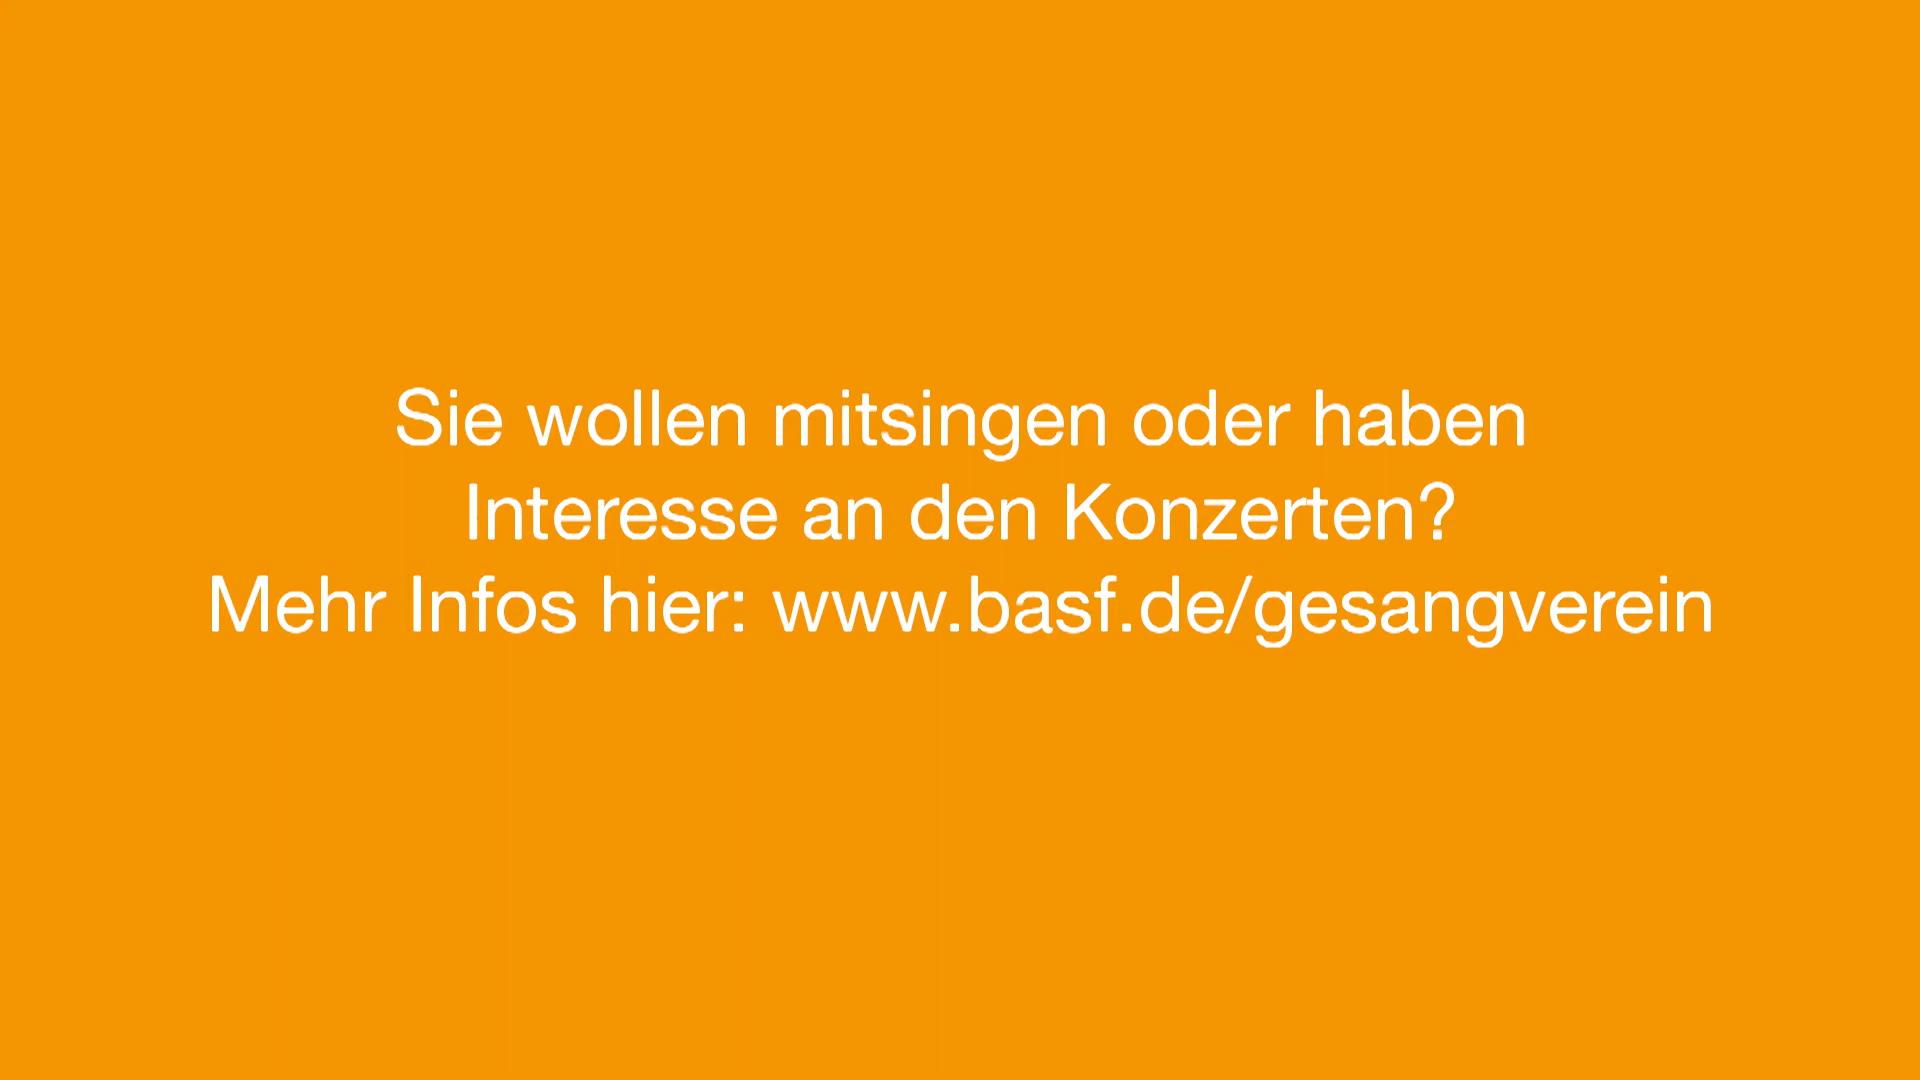 Sie wollen mitsingen oder haben
Interesse an den Konzerten?
Mehr Infos hier: www.basf.de/gesangverein